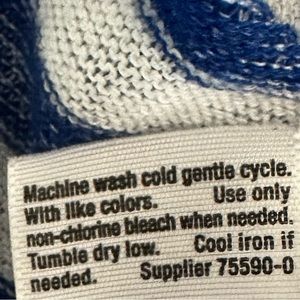 Machine wash cold gentle cycle.
With like colors. Use only
non-chlorine bleach when needed.
Tumble dry low. Cool iron if
needed. Supplier 75590-0